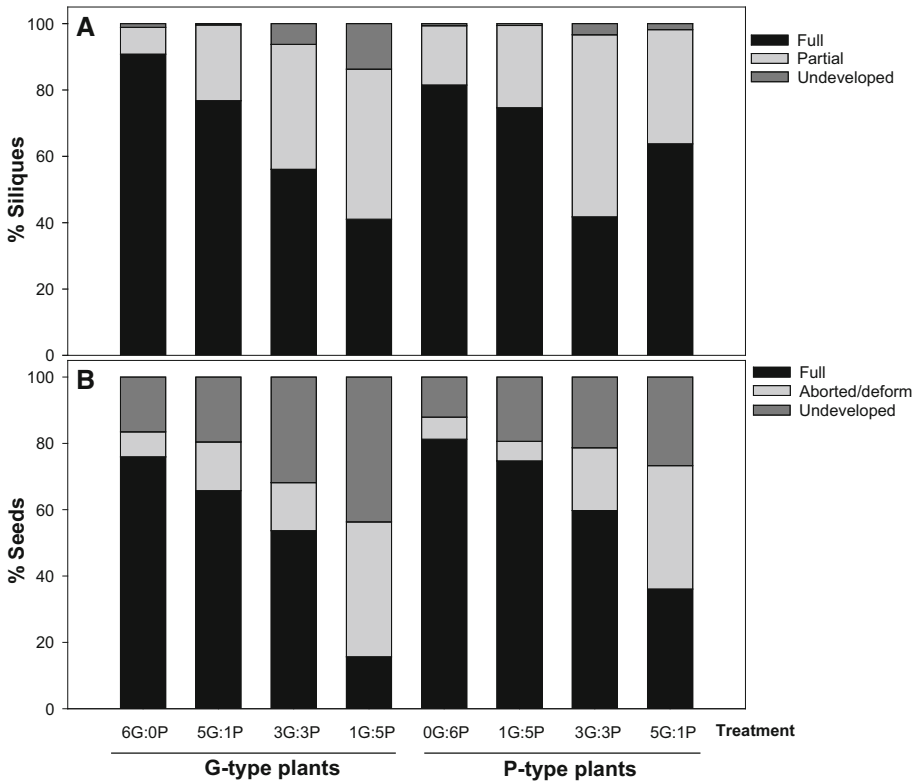 A
% Siliques
100
80
60
40
20
0
Full
Partial
Undeveloped
B
% Seeds
100
80
60
40
20
0
Full
Aborted/deform
Undeveloped
6G:0P 5G:1P 3G:3P 1G:5P 0G:6P 1G:5P 3G:3P 5G:1P Treatment
G-type plants P-type plants